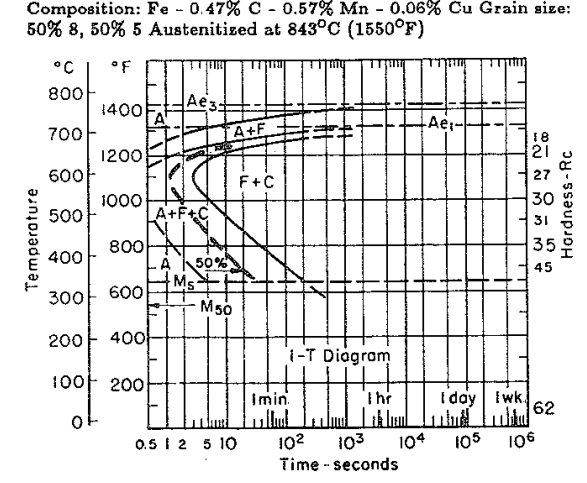 Composition: Fe - 0.47% C - 0.57% Mn - 0.06% Cu Grain size:
50% 8, 50% 5 Austenitized at 843°C (1550°F)
°C °F
800
700
600
500
400
300
200
100
0
1400
1200
1000
800
600
400
200
Temperature
Ae3
A
A+F
Ae1
F+C
A+F+C
A
50%
Ms
M50
I-T Diagram
1 min
1 hr
1 day
1 wk
18
21
27
30
31
35
45
62
Hardness-Rc
0.5 1 2 5 10 10² 10³ 10⁴ 10⁵ 10⁶
Time-seconds